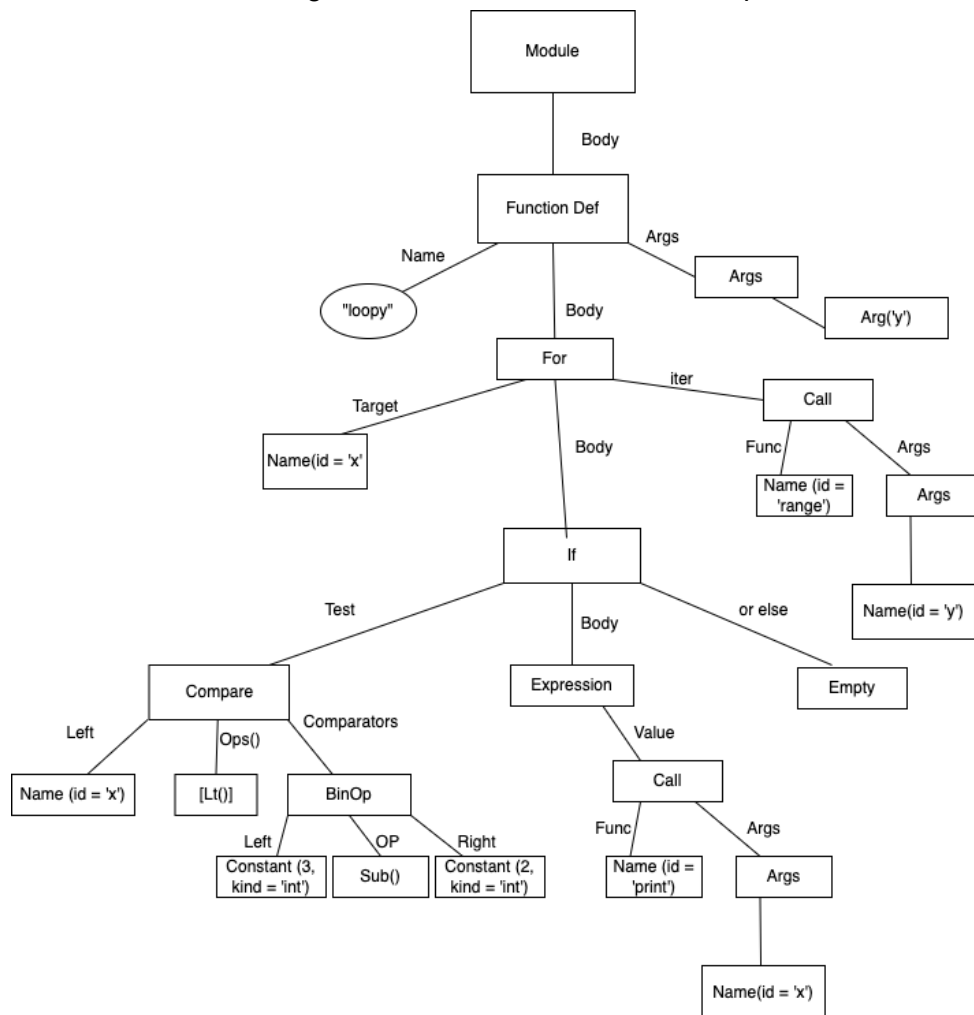 Module
Body
Function Def
Name
Args
"loopy"
Args
Arg('y')
Body
For
Target
iter
Name(id = 'x'
Body
Call
Func
Args
Name (id =
'range')
Args
If
Name(id = 'y')
Test
Body
or else
Compare
Expression
Empty
Left
Ops()
Comparators
Value
Name (id = 'x')
[Lt()]
BinOp
Call
Left
OP
Right
Func
Args
Constant (3,
kind = 'int')
Sub()
Constant (2,
kind = 'int')
Name (id =
'print')
Args
Name(id = 'x')